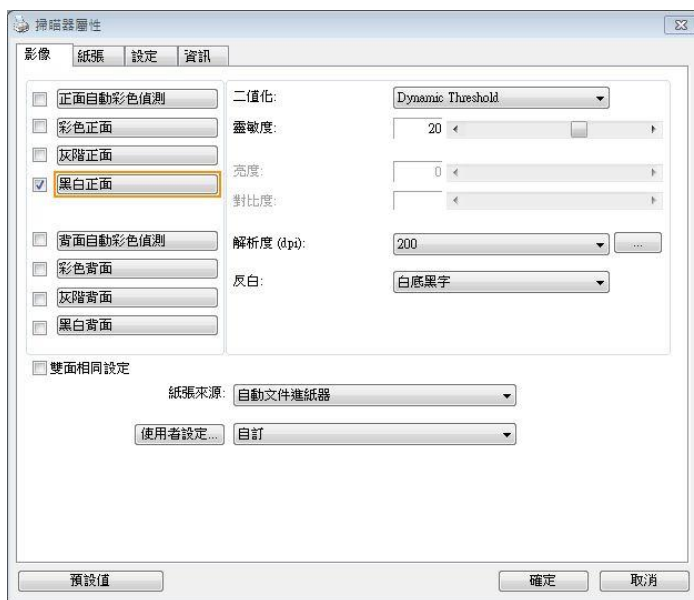 掃瞄器屬性
影像 紙張 設定 資訊
正面自動彩色偵測
彩色正面
灰階正面
黑白正面
背面自動彩色偵測
彩色背面
灰階背面
黑白背面
二值化: Dynamic Threshold
靈敏度: 20
亮度: 0
對比度:
解析度 (dpi): 200 ...
反白: 白底黑字
雙面相同設定
紙張來源: 自動文件進紙器
使用者設定... 自訂
預設值 確定 取消